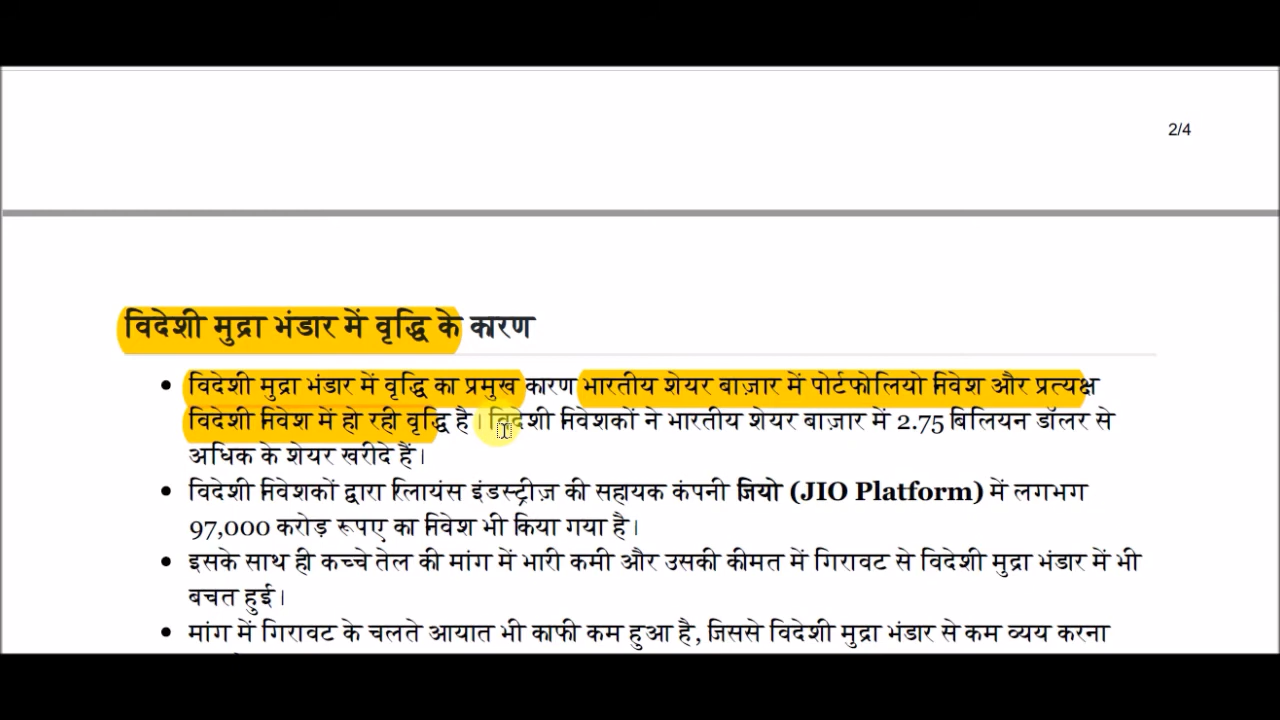 2/4
विदेशी मुद्रा भंडार में वृद्धि के कारण
विदेशी मुद्रा भंडार में वृद्धि का प्रमुख कारण भारतीय शेयर बाज़ार में पोर्टफोलियो निवेश और प्रत्यक्ष
विदेशी निवेश में हो रही वृद्धि है। विदेशी निवेशकों ने भारतीय शेयर बाज़ार में 2.75 बिलियन डॉलर से
अधिक के शेयर खरीदे हैं।
विदेशी निवेशकों द्वारा रिलायंस इंडस्ट्रीज़ की सहायक कंपनी जियो (JIO Platform) में लगभग
97,000 करोड़ रूपए का निवेश भी किया गया है।
इसके साथ ही कच्चे तेल की मांग में भारी कमी और उसकी कीमत में गिरावट से विदेशी मुद्रा भंडार में भी
बचत हुई।
मांग में गिरावट के चलते आयात भी काफी कम हुआ है, जिससे विदेशी मुद्रा भंडार से कम व्यय करना